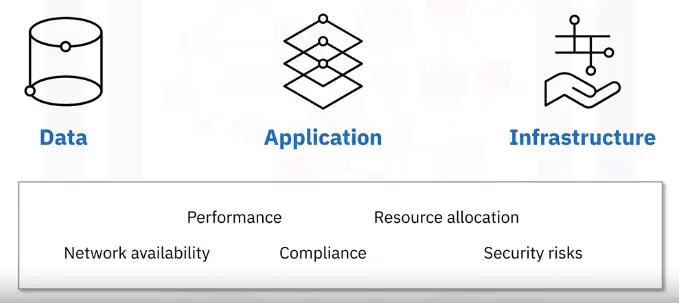 Data Application Infrastructure
Performance Resource allocation
Network availability Compliance Security risks